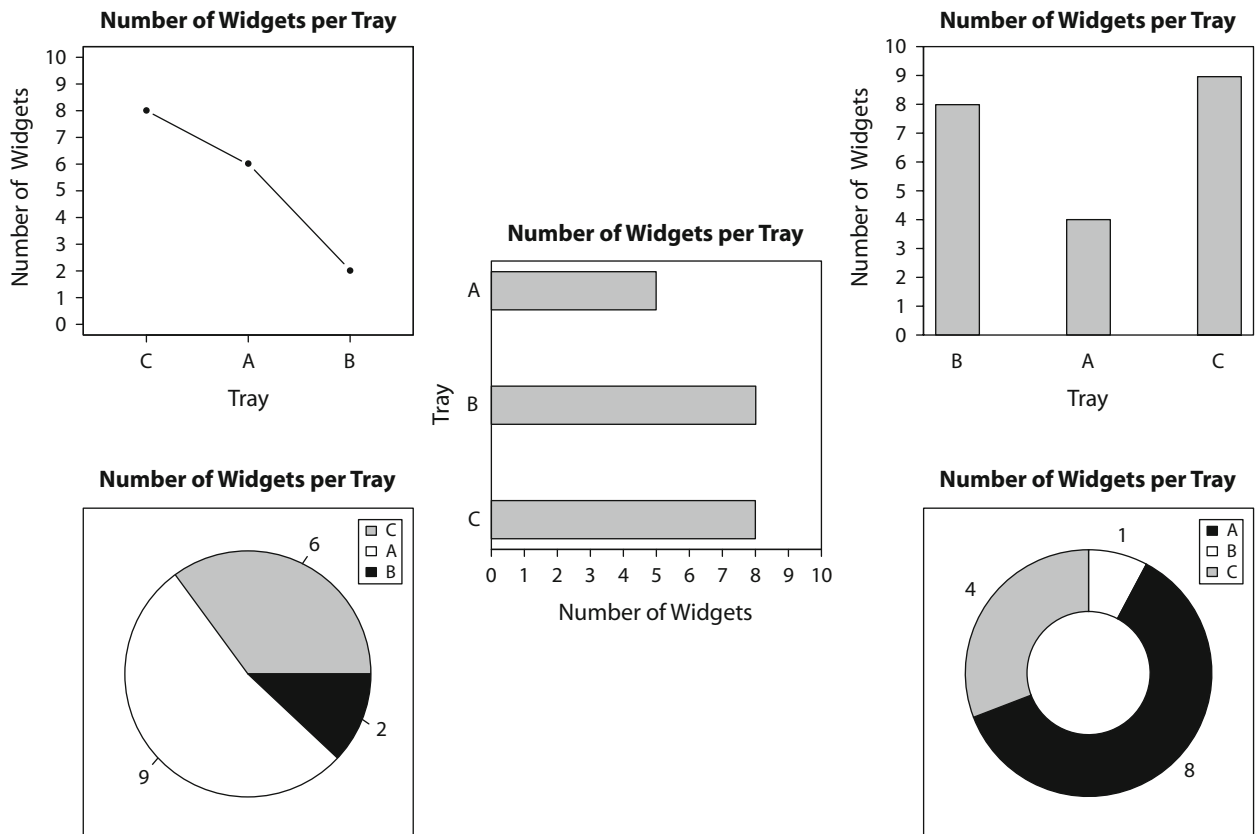 Number of Widgets per Tray
Number of Widgets
10
9
8
7
6
5
4
3
2
1
0
C A B
Tray
Number of Widgets per Tray
Number of Widgets
10
9
8
7
6
5
4
3
2
1
0
B A C
Tray
Number of Widgets per Tray
Tray
A
B
C
0 1 2 3 4 5 6 7 8 9 10
Number of Widgets
Number of Widgets per Tray
C
A
B
6
2
9
Number of Widgets per Tray
A
B
C
1
4
8